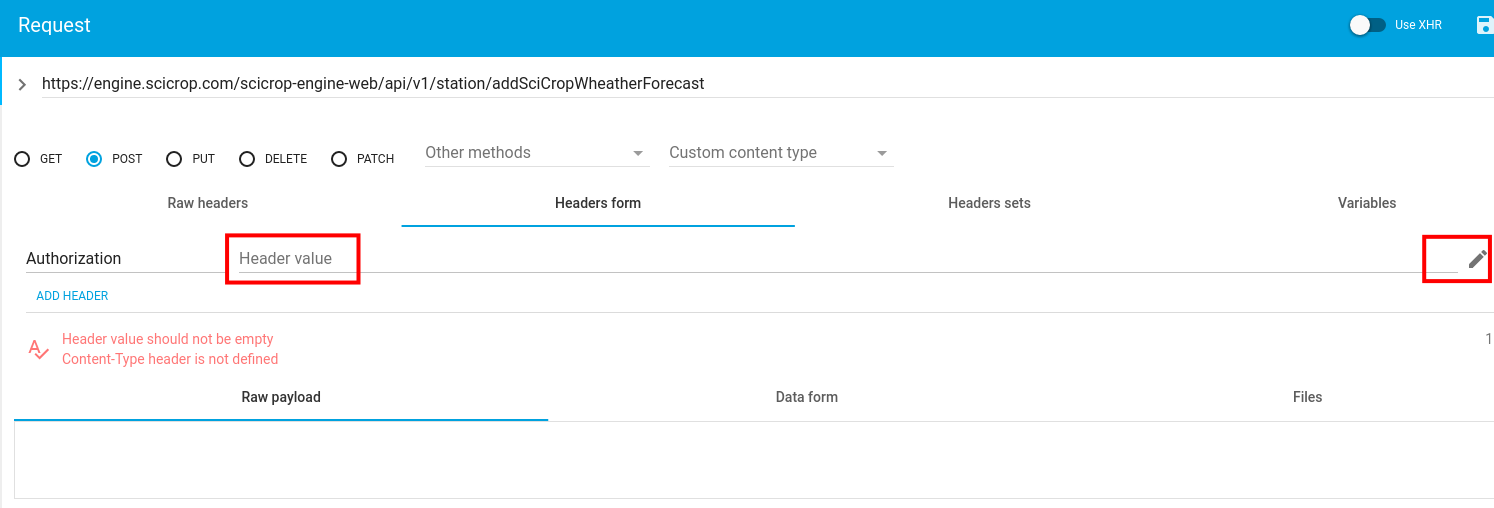 Request
Use XHR
https://engine.scicrop.com/scicrop-engine-web/api/v1/station/addSciCropWheatherForecast
GET POST PUT DELETE PATCH Other methods Custom content type
Raw headers Headers form Headers sets Variables
Authorization Header value
ADD HEADER
Header value should not be empty
Content-Type header is not defined
1
Raw payload Data form Files